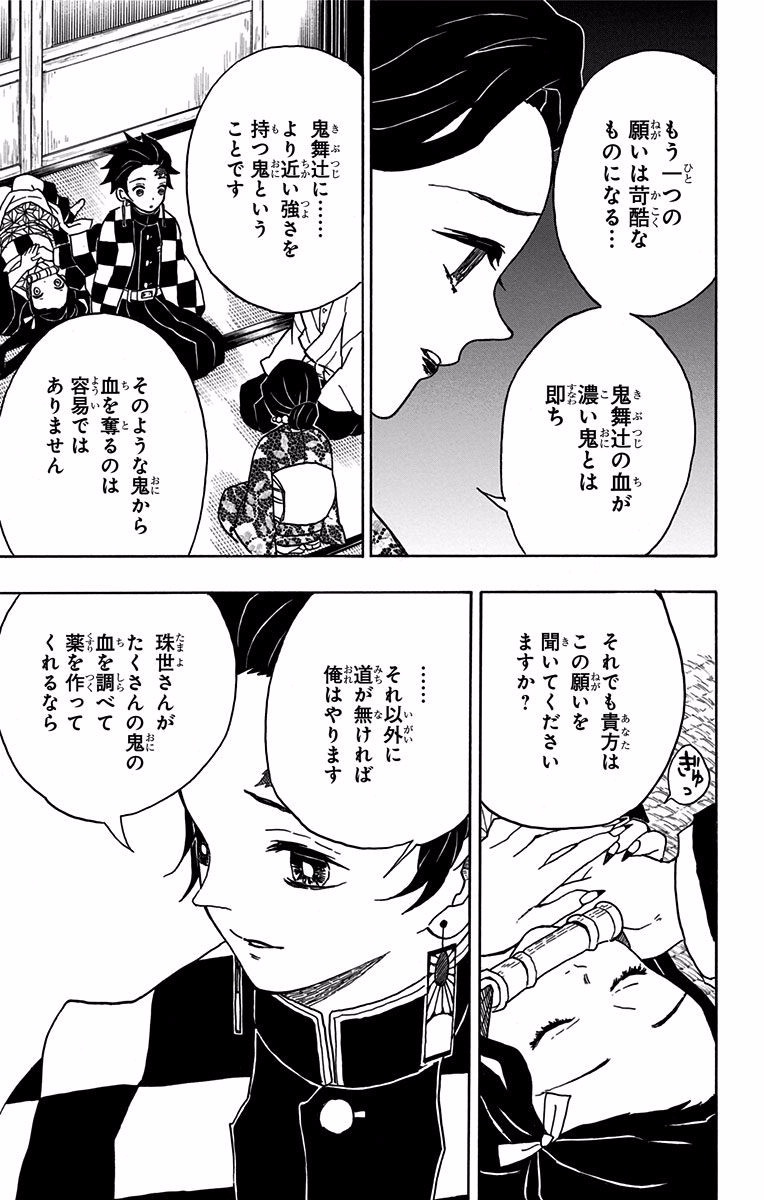 もう一つの
願いは苛酷な
ものになる…
鬼舞辻の血が
濃い鬼とは
即ち
鬼舞辻に……
より近い強さを
持つ鬼という
ことです
そのような鬼から
血を奪るのは
容易では
ありません
それでも貴方は
この願いを
聞いてください
ますか？
ぎゅっ
……
それ以外に
道が無ければ
俺はやります
珠世さんが
たくさんの鬼の
血を調べて
薬を作って
くれるなら